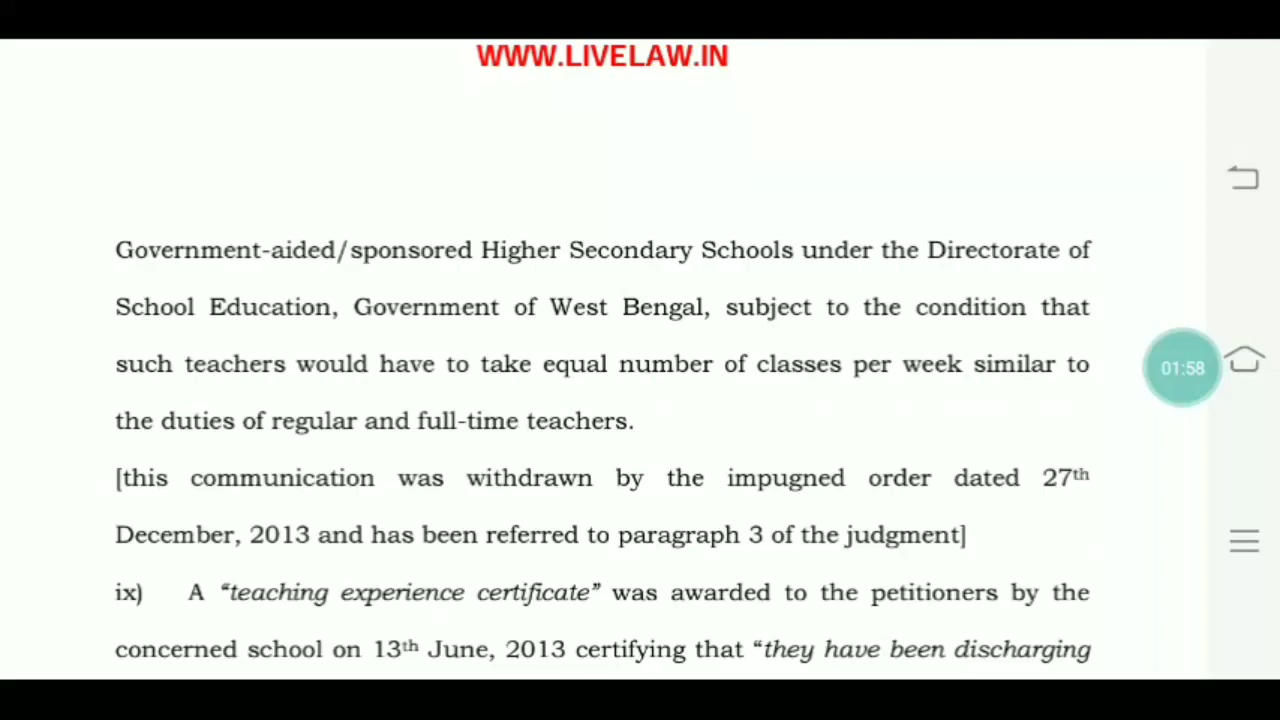 WWW.LIVELAW.IN
Government-aided/sponsored Higher Secondary Schools under the Directorate of
School Education, Government of West Bengal, subject to the condition that
such teachers would have to take equal number of classes per week similar to
01:58
the duties of regular and full-time teachers.
[this communication was withdrawn by the impugned order dated 27th
December, 2013 and has been referred to paragraph 3 of the judgment]
ix) A “teaching experience certificate” was awarded to the petitioners by the
concerned school on 13th June, 2013 certifying that “they have been discharging